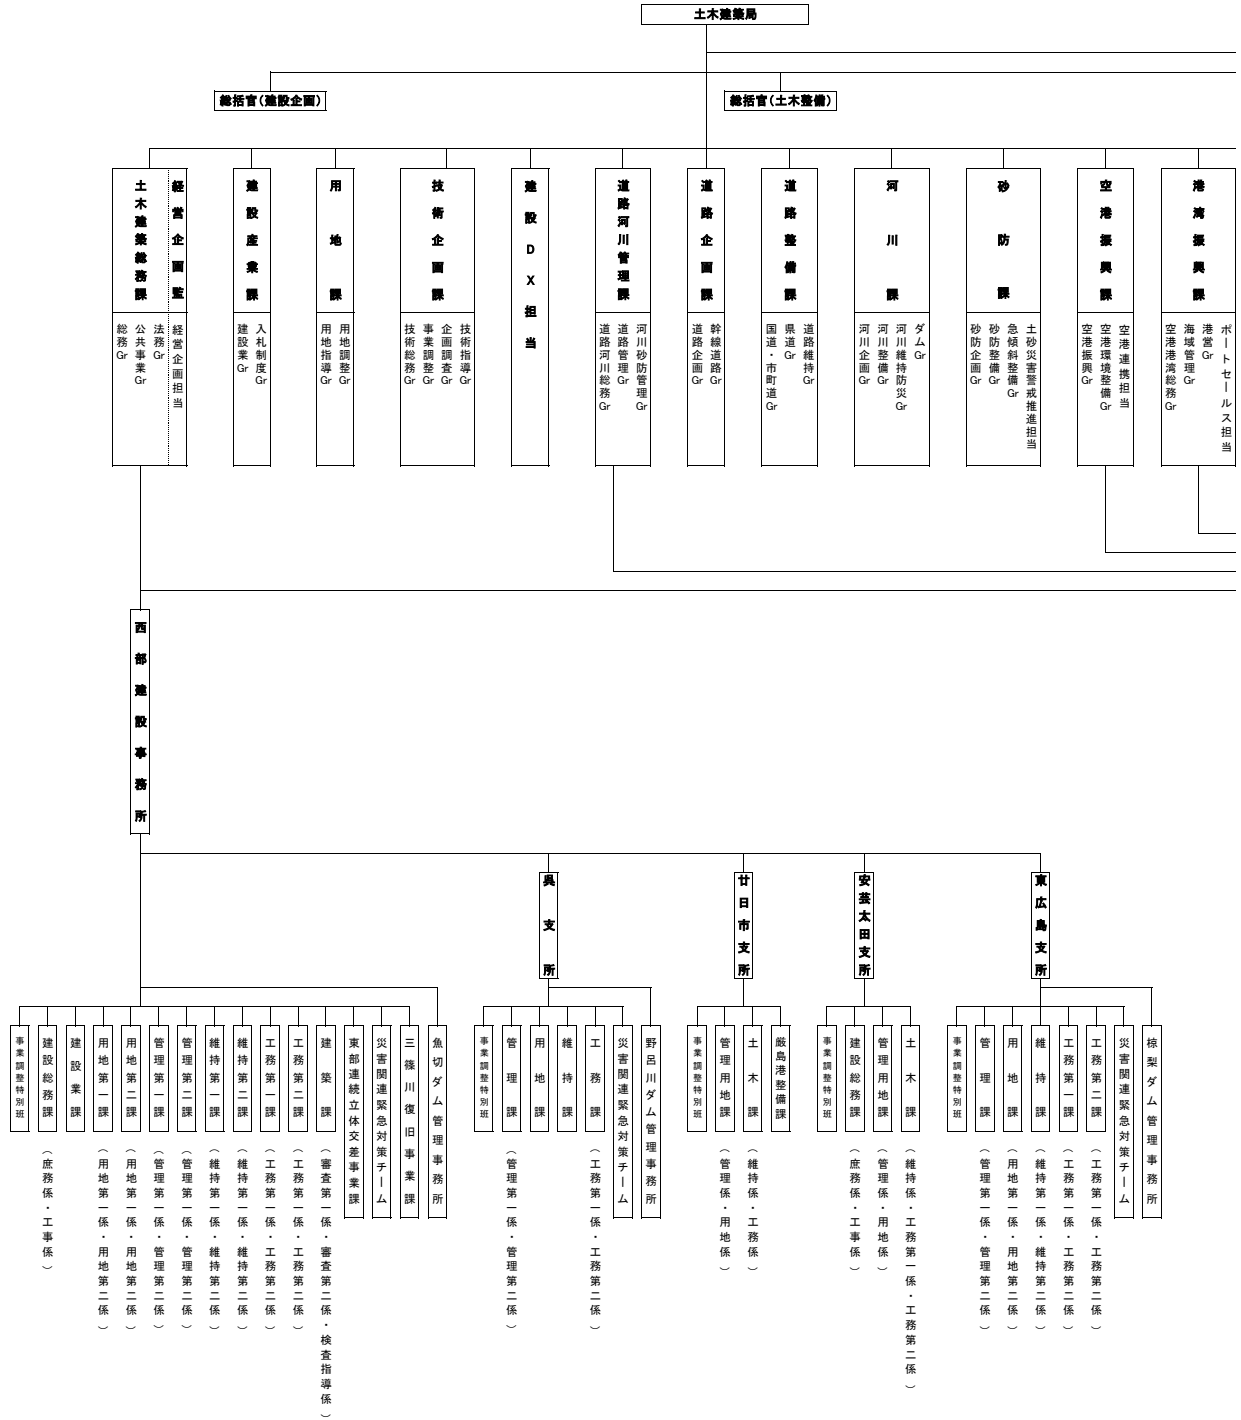 土木建築局
総括官（建設企画）
総括官（土木整備）
土木建築総務課
経営企画監
総務Gr
公共事業Gr
法務Gr
経営企画担当
建設産業課
建設業Gr
入札制度Gr
用地課
用地指導Gr
用地調整Gr
技術企画課
技術総務Gr
事業調整Gr
企画調査Gr
技術指導Gr
建設DX担当
道路河川管理課
道路河川総務Gr
道路管理Gr
河川砂防管理Gr
道路企画課
道路企画Gr
幹線道路Gr
道路整備課
国道・市町道Gr
県道Gr
道路維持Gr
河川課
河川企画Gr
河川整備Gr
河川維持防災Gr
ダムGr
砂防課
砂防企画Gr
砂防整備Gr
急傾斜整備Gr
土砂災害警戒推進担当
空港振興課
空港振興Gr
空港環境整備Gr
空港連携担当
港湾振興課
空港港湾総務Gr
海域管理Gr
港営Gr
ポートセールス担当
西部建設事務所
事業調整特別班
建設総務課
（庶務係・工事係）
建設業課
用地第一課
（用地第一係・用地第二係）
用地第二課
（用地第一係・用地第二係）
管理第一課
（管理第一係・管理第二係）
管理第二課
（管理第一係・管理第二係）
維持第一課
（維持第一係・維持第二係）
維持第二課
（維持第一係・維持第二係）
工務第一課
（工務第一係・工務第二係）
工務第二課
（工務第一係・工務第二係）
建築課
（審査第一係・審査第二係・検査指導係）
東部連続立体交差事業課
災害関連緊急対策チーム
三篠川復旧事業課
魚切ダム管理事務所
呉支所
事業調整特別班
管理課
（管理第一係・管理第二係）
用地課
維持課
工務課
（工務第一係・工務第二係）
災害関連緊急対策チーム
野呂川ダム管理事務所
廿日市支所
事業調整特別班
管理用地課
（管理係・用地係）
土木課
（維持係・工務係）
厳島港整備課
安芸太田支所
事業調整特別班
建設総務課
（庶務係・工事係）
管理用地課
（管理係・用地係）
土木課
（維持係・工務第一係・工務第二係）
東広島支所
事業調整特別班
管理課
（管理第一係・管理第二係）
用地課
（用地第一係・用地第二係）
維持課
（維持第一係・維持第二係）
工務第一課
（工務第一係・工務第二係）
工務第二課
（工務第一係・工務第二係）
災害関連緊急対策チーム
椋梨ダム管理事務所